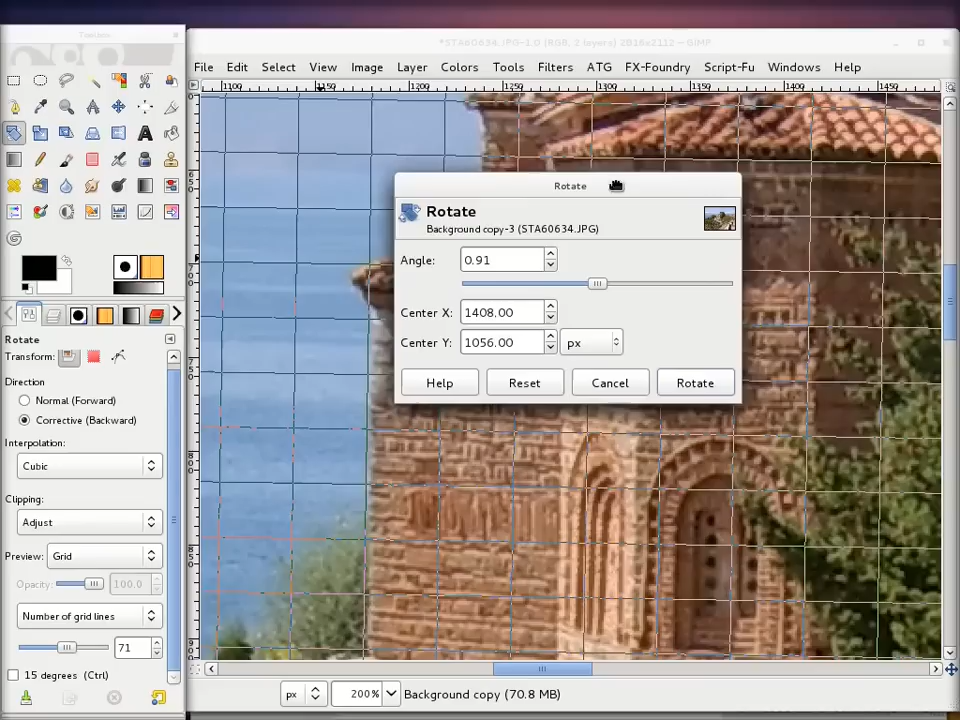 Toolbox
*STA60634.JPG-1.0 (RGB, 2 layers) 2816x2112 – GIMP
File Edit Select View Image Layer Colors Tools Filters ATG FX-Foundry Script-Fu Windows Help
1100 1150 1200 1250 1300 1350 1400 1450
Rotate
Rotate
Background copy-3 (STA60634.JPG)
Angle: 0.91
Center X: 1408.00
Center Y: 1056.00 px
Help Reset Cancel Rotate
Rotate
Transform:
Direction
Normal (Forward)
Corrective (Backward)
Interpolation:
Cubic
Clipping:
Adjust
Preview: Grid
Opacity: 100.0
Number of grid lines
71
15 degrees (Ctrl)
px 200% Background copy (70.8 MB)